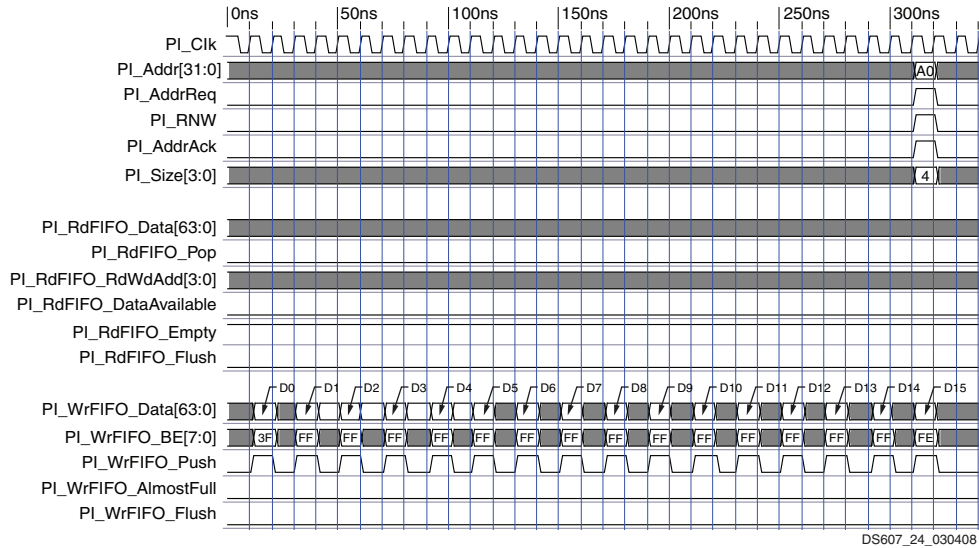 0ns 50ns 100ns 150ns 200ns 250ns 300ns
PI_Clk
PI_Addr[31:0] A0
PI_AddrReq
PI_RNW
PI_AddrAck
PI_Size[3:0] 4
PI_RdFIFO_Data[63:0]
PI_RdFIFO_Pop
PI_RdFIFO_RdWdAdd[3:0]
PI_RdFIFO_DataAvailable
PI_RdFIFO_Empty
PI_RdFIFO_Flush
D0 D1 D2 D3 D4 D5 D6 D7 D8 D9 D10 D11 D12 D13 D14 D15
PI_WrFIFO_Data[63:0]
PI_WrFIFO_BE[7:0] 3F FF FF FF FF FF FF FF FF FF FF FF FF FF FF FE
PI_WrFIFO_Push
PI_WrFIFO_AlmostFull
PI_WrFIFO_Flush
DS607_24_030408